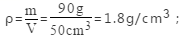 ρ = m/V = 90g/50cm³ = 1.8g/cm³ ;